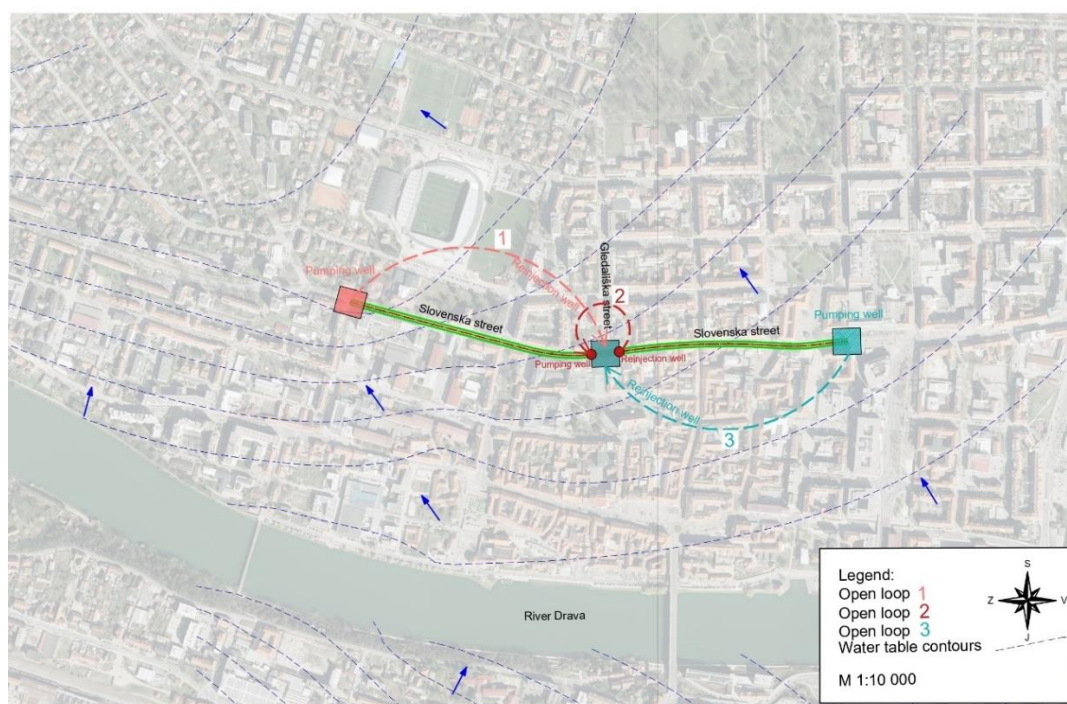 1
Pumping well
Reinjection well
Gledališka street
2
Slovenska street
Slovenska street
Pumping well
Pumping well
Reinjection well
Reinjection well
3
River Drava
Legend:
Open loop 1
Open loop 2
Open loop 3
Water table contours
M 1:10 000
S
Z
V
J